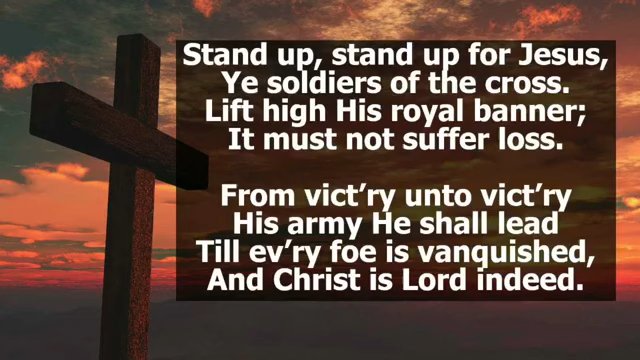 Stand up, stand up for Jesus,
Ye soldiers of the cross.
Lift high His royal banner;
It must not suffer loss.
From vict’ry unto vict’ry
His army He shall lead
Till ev’ry foe is vanquished,
And Christ is Lord indeed.